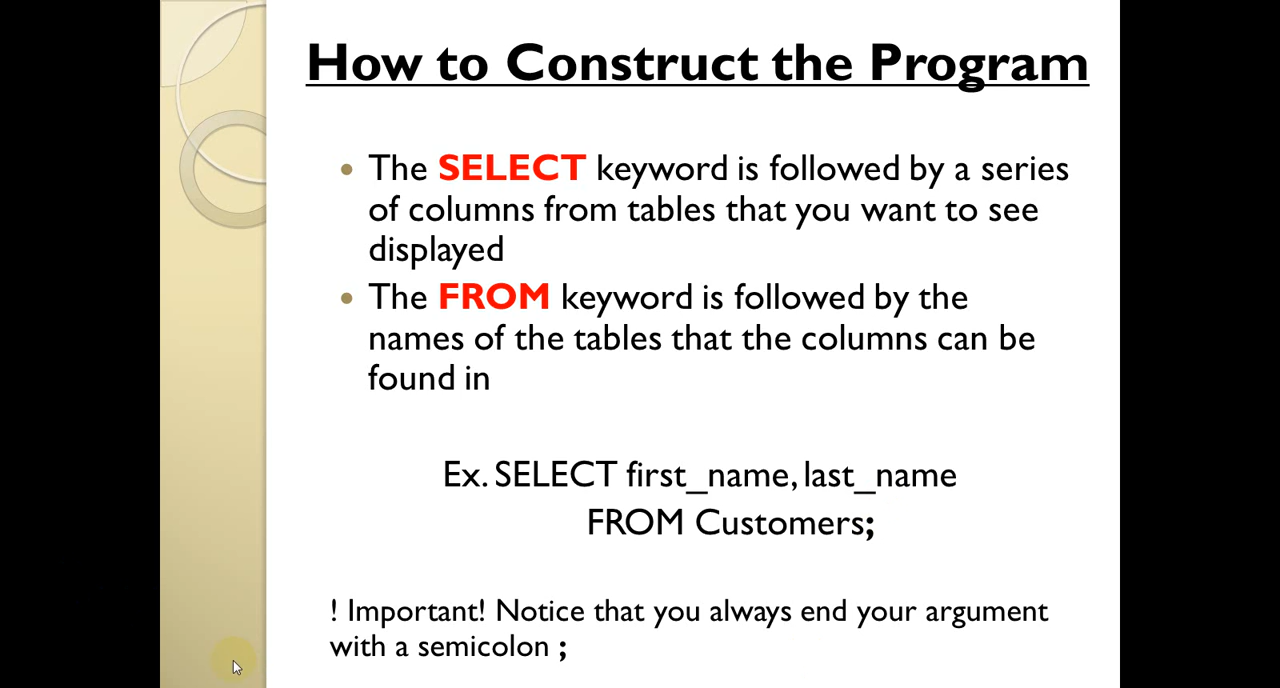 How to Construct the Program
• The SELECT keyword is followed by a series
of columns from tables that you want to see
displayed
• The FROM keyword is followed by the
names of the tables that the columns can be
found in
Ex. SELECT first_name, last_name
FROM Customers;
! Important! Notice that you always end your argument
with a semicolon ;